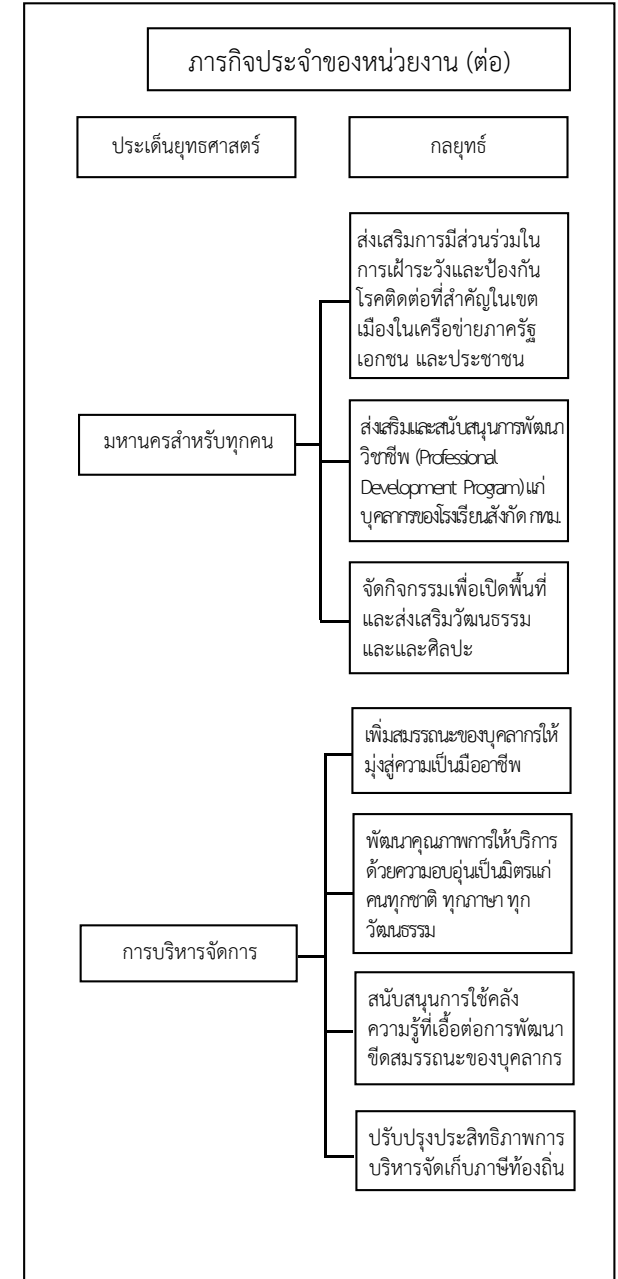 ภารกิจประจำของหน่วยงาน (ต่อ)
ประเด็นยุทธศาสตร์
กลยุทธ์
มหานครสำหรับทุกคน
ส่งเสริมการมีส่วนร่วมใน
การเฝ้าระวังและป้องกัน
โรคติดต่อที่สำคัญในเขต
เมืองในเครือข่ายภาครัฐ
เอกชน และประชาชน
ส่งเสริมและสนับสนุนการพัฒนา
วิชาชีพ (Professional
Development Program) แก่
บุคลากรของโรงเรียนสังกัด กทม.
จัดกิจกรรมเพื่อเปิดพื้นที่
และส่งเสริมวัฒนธรรม
และและศิลปะ
การบริหารจัดการ
เพิ่มสมรรถนะของบุคลากรให้
มุ่งสู่ความเป็นมืออาชีพ
พัฒนาคุณภาพการให้บริการ
ด้วยความอบอุ่นเป็นมิตรแก่
คนทุกชาติ ทุกภาษา ทุก
วัฒนธรรม
สนับสนุนการใช้คลัง
ความรู้ที่เอื้อต่อการพัฒนา
ขีดสมรรถนะของบุคลากร
ปรับปรุงประสิทธิภาพการ
บริหารจัดเก็บภาษีท้องถิ่น